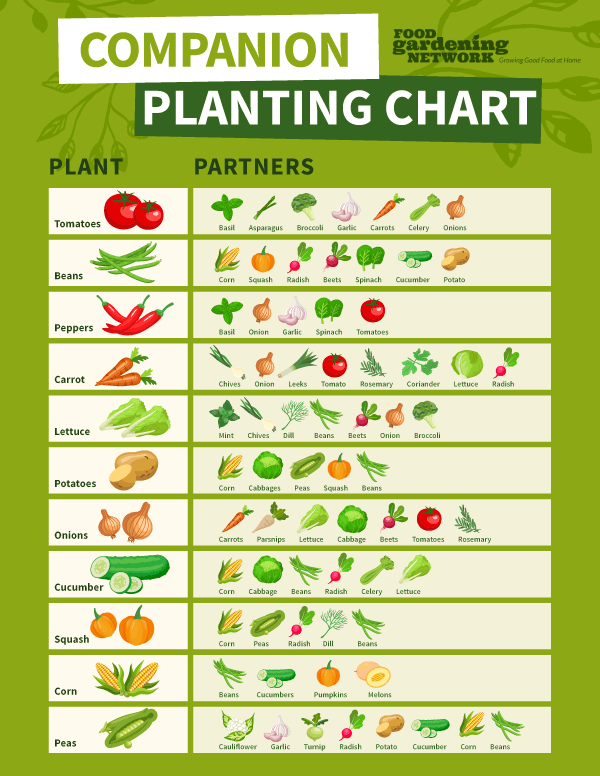 COMPANION
FOOD
gardening
NETWORK Growing Good Food at Home
PLANTING CHART
PLANT PARTNERS
Tomatoes
Basil Asparagus Broccoli Garlic Carrots Celery Onions
Beans
Corn Squash Radish Beets Spinach Cucumber Potato
Peppers
Basil Onion Garlic Spinach Tomatoes
Carrot
Chives Onion Leeks Tomato Rosemary Coriander Lettuce Radish
Lettuce
Mint Chives Dill Beans Beets Onion Broccoli
Potatoes
Corn Cabbages Peas Squash Beans
Onions
Carrots Parsnips Lettuce Cabbage Beets Tomatoes Rosemary
Cucumber
Corn Cabbage Beans Radish Celery Lettuce
Squash
Corn Peas Radish Dill Beans
Corn
Beans Cucumbers Pumpkins Melons
Peas
Cauliflower Garlic Turnip Radish Potato Cucumber Corn Beans